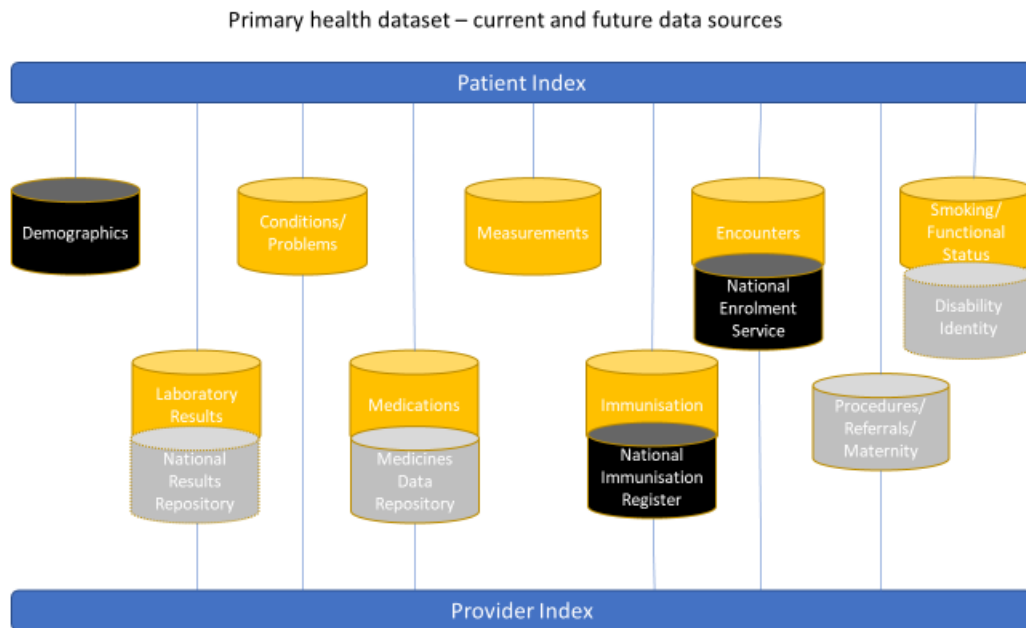 Primary health dataset – current and future data sources
Patient Index
Demographics
Conditions/
Problems
Measurements
Encounters
National
Enrolment
Service
Smoking/
Functional
Status
Disability
Identity
Laboratory
Results
National
Results
Repository
Medications
Medicines
Data
Repository
Immunisation
National
Immunisation
Register
Procedures/
Referrals/
Maternity
Provider Index